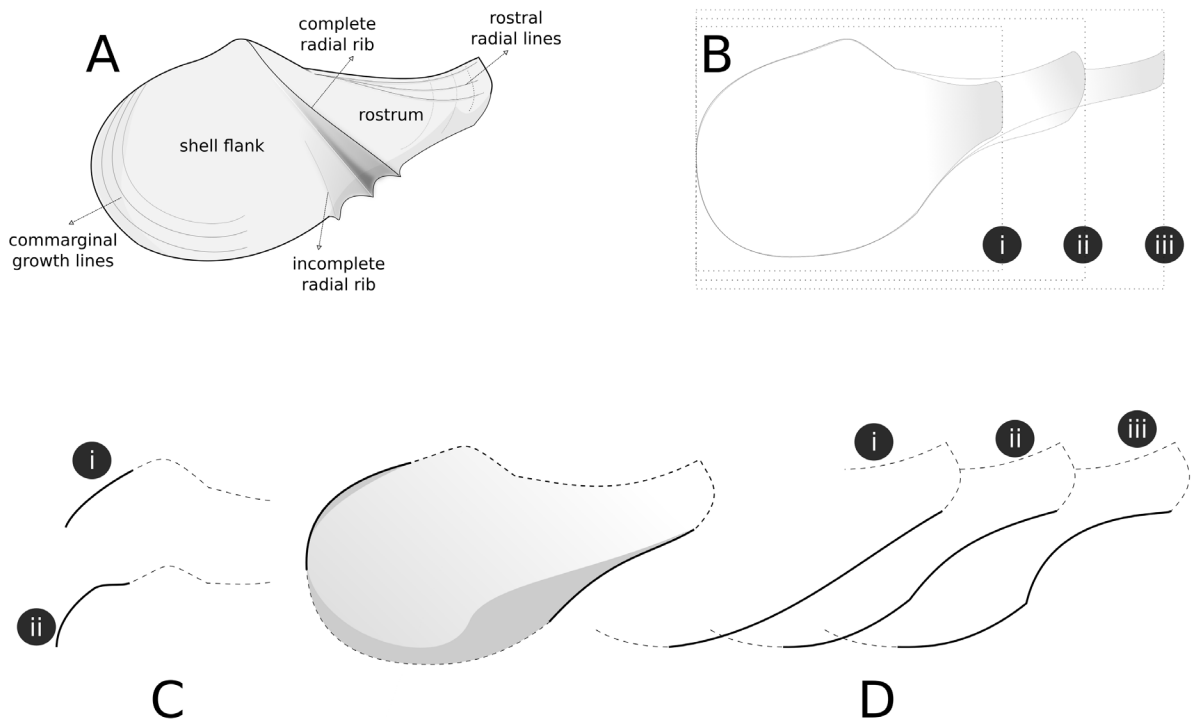 A
complete
radial rib
rostral
radial lines
rostrum
shell flank
commarginal
growth lines
incomplete
radial rib
B
i
ii
iii
i
ii
C
i
ii
iii
D